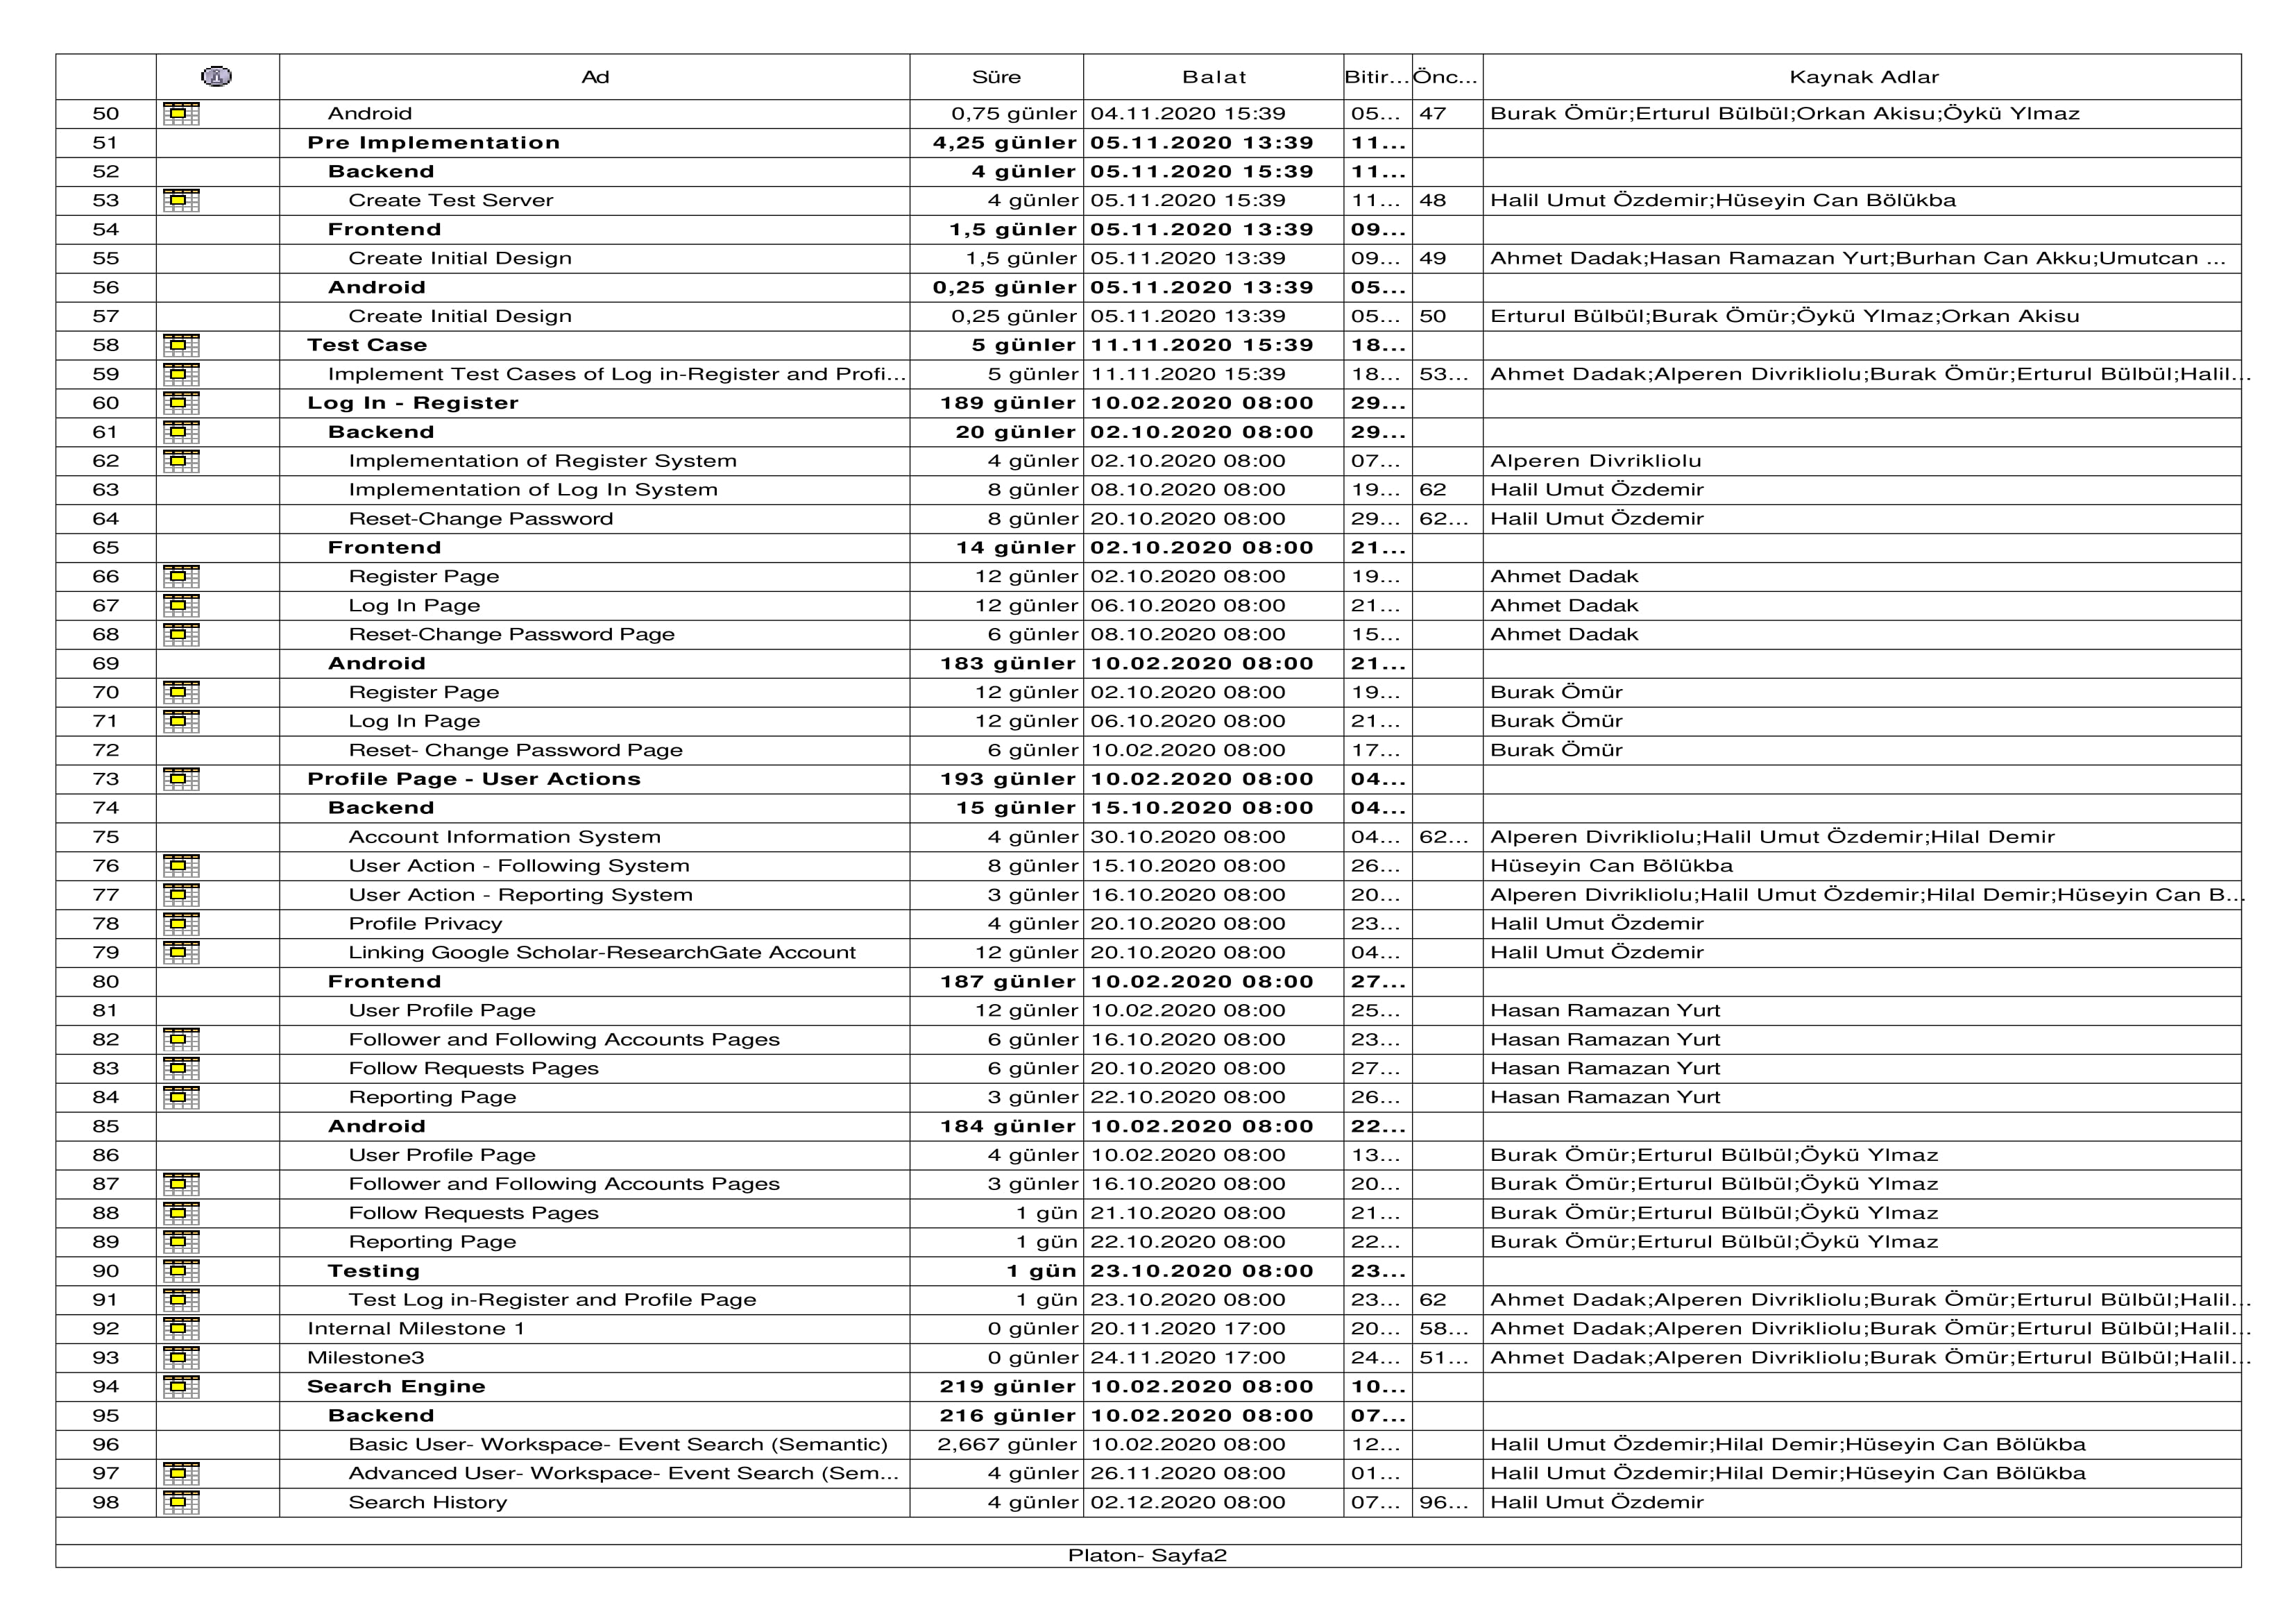 Ad Süre Balat Bitir... Önc... Kaynak Adlar
50 Android 0,75 günler 04.11.2020 15:39 05... 47 Burak Ömür;Erturul Bülbül;Orkan Akisu;Öykü Ylmaz
51 Pre Implementation 4,25 günler 05.11.2020 13:39 11...
52 Backend 4 günler 05.11.2020 15:39 11...
53 Create Test Server 4 günler 05.11.2020 15:39 11... 48 Halil Umut Özdemir;Hüseyin Can Bölükba
54 Frontend 1,5 günler 05.11.2020 13:39 09...
55 Create Initial Design 1,5 günler 05.11.2020 13:39 09... 49 Ahmet Dadak;Hasan Ramazan Yurt;Burhan Can Akku;Umutcan ...
56 Android 0,25 günler 05.11.2020 13:39 05...
57 Create Initial Design 0,25 günler 05.11.2020 13:39 05... 50 Erturul Bülbül;Burak Ömür;Öykü Ylmaz;Orkan Akisu
58 Test Case 5 günler 11.11.2020 15:39 18...
59 Implement Test Cases of Log in-Register and Profi... 5 günler 11.11.2020 15:39 18... 53... Ahmet Dadak;Alperen Divrikliolu;Burak Ömür;Erturul Bülbül;Halil...
60 Log In - Register 189 günler 10.02.2020 08:00 29...
61 Backend 20 günler 02.10.2020 08:00 29...
62 Implementation of Register System 4 günler 02.10.2020 08:00 07... Alperen Divrikliolu
63 Implementation of Log In System 8 günler 08.10.2020 08:00 19... 62 Halil Umut Özdemir
64 Reset-Change Password 8 günler 20.10.2020 08:00 29... 62... Halil Umut Özdemir
65 Frontend 14 günler 02.10.2020 08:00 21...
66 Register Page 12 günler 02.10.2020 08:00 19... Ahmet Dadak
67 Log In Page 12 günler 06.10.2020 08:00 21... Ahmet Dadak
68 Reset-Change Password Page 6 günler 08.10.2020 08:00 15... Ahmet Dadak
69 Android 183 günler 10.02.2020 08:00 21...
70 Register Page 12 günler 02.10.2020 08:00 19... Burak Ömür
71 Log In Page 12 günler 06.10.2020 08:00 21... Burak Ömür
72 Reset- Change Password Page 6 günler 10.02.2020 08:00 17... Burak Ömür
73 Profile Page - User Actions 193 günler 10.02.2020 08:00 04...
74 Backend 15 günler 15.10.2020 08:00 04...
75 Account Information System 4 günler 30.10.2020 08:00 04... 62... Alperen Divrikliolu;Halil Umut Özdemir;Hilal Demir
76 User Action - Following System 8 günler 15.10.2020 08:00 26... Hüseyin Can Bölükba
77 User Action - Reporting System 3 günler 16.10.2020 08:00 20... Alperen Divrikliolu;Halil Umut Özdemir;Hilal Demir;Hüseyin Can B...
78 Profile Privacy 4 günler 20.10.2020 08:00 23... Halil Umut Özdemir
79 Linking Google Scholar-ResearchGate Account 12 günler 20.10.2020 08:00 04... Halil Umut Özdemir
80 Frontend 187 günler 10.02.2020 08:00 27...
81 User Profile Page 12 günler 10.02.2020 08:00 25... Hasan Ramazan Yurt
82 Follower and Following Accounts Pages 6 günler 16.10.2020 08:00 23... Hasan Ramazan Yurt
83 Follow Requests Pages 6 günler 20.10.2020 08:00 27... Hasan Ramazan Yurt
84 Reporting Page 3 günler 22.10.2020 08:00 26... Hasan Ramazan Yurt
85 Android 184 günler 10.02.2020 08:00 22...
86 User Profile Page 4 günler 10.02.2020 08:00 13... Burak Ömür;Erturul Bülbül;Öykü Ylmaz
87 Follower and Following Accounts Pages 3 günler 16.10.2020 08:00 20... Burak Ömür;Erturul Bülbül;Öykü Ylmaz
88 Follow Requests Pages 1 gün 21.10.2020 08:00 21... Burak Ömür;Erturul Bülbül;Öykü Ylmaz
89 Reporting Page 1 gün 22.10.2020 08:00 22... Burak Ömür;Erturul Bülbül;Öykü Ylmaz
90 Testing 1 gün 23.10.2020 08:00 23...
91 Test Log in-Register and Profile Page 1 gün 23.10.2020 08:00 23... 62 Ahmet Dadak;Alperen Divrikliolu;Burak Ömür;Erturul Bülbül;Halil...
92 Internal Milestone 1 0 günler 20.11.2020 17:00 20... 58... Ahmet Dadak;Alperen Divrikliolu;Burak Ömür;Erturul Bülbül;Halil...
93 Milestone3 0 günler 24.11.2020 17:00 24... 51... Ahmet Dadak;Alperen Divrikliolu;Burak Ömür;Erturul Bülbül;Halil...
94 Search Engine 219 günler 10.02.2020 08:00 10...
95 Backend 216 günler 10.02.2020 08:00 07...
96 Basic User- Workspace- Event Search (Semantic) 2,667 günler 10.02.2020 08:00 12... Halil Umut Özdemir;Hilal Demir;Hüseyin Can Bölükba
97 Advanced User- Workspace- Event Search (Sem... 4 günler 26.11.2020 08:00 01... Halil Umut Özdemir;Hilal Demir;Hüseyin Can Bölükba
98 Search History 4 günler 02.12.2020 08:00 07... 96... Halil Umut Özdemir
Platon- Sayfa2